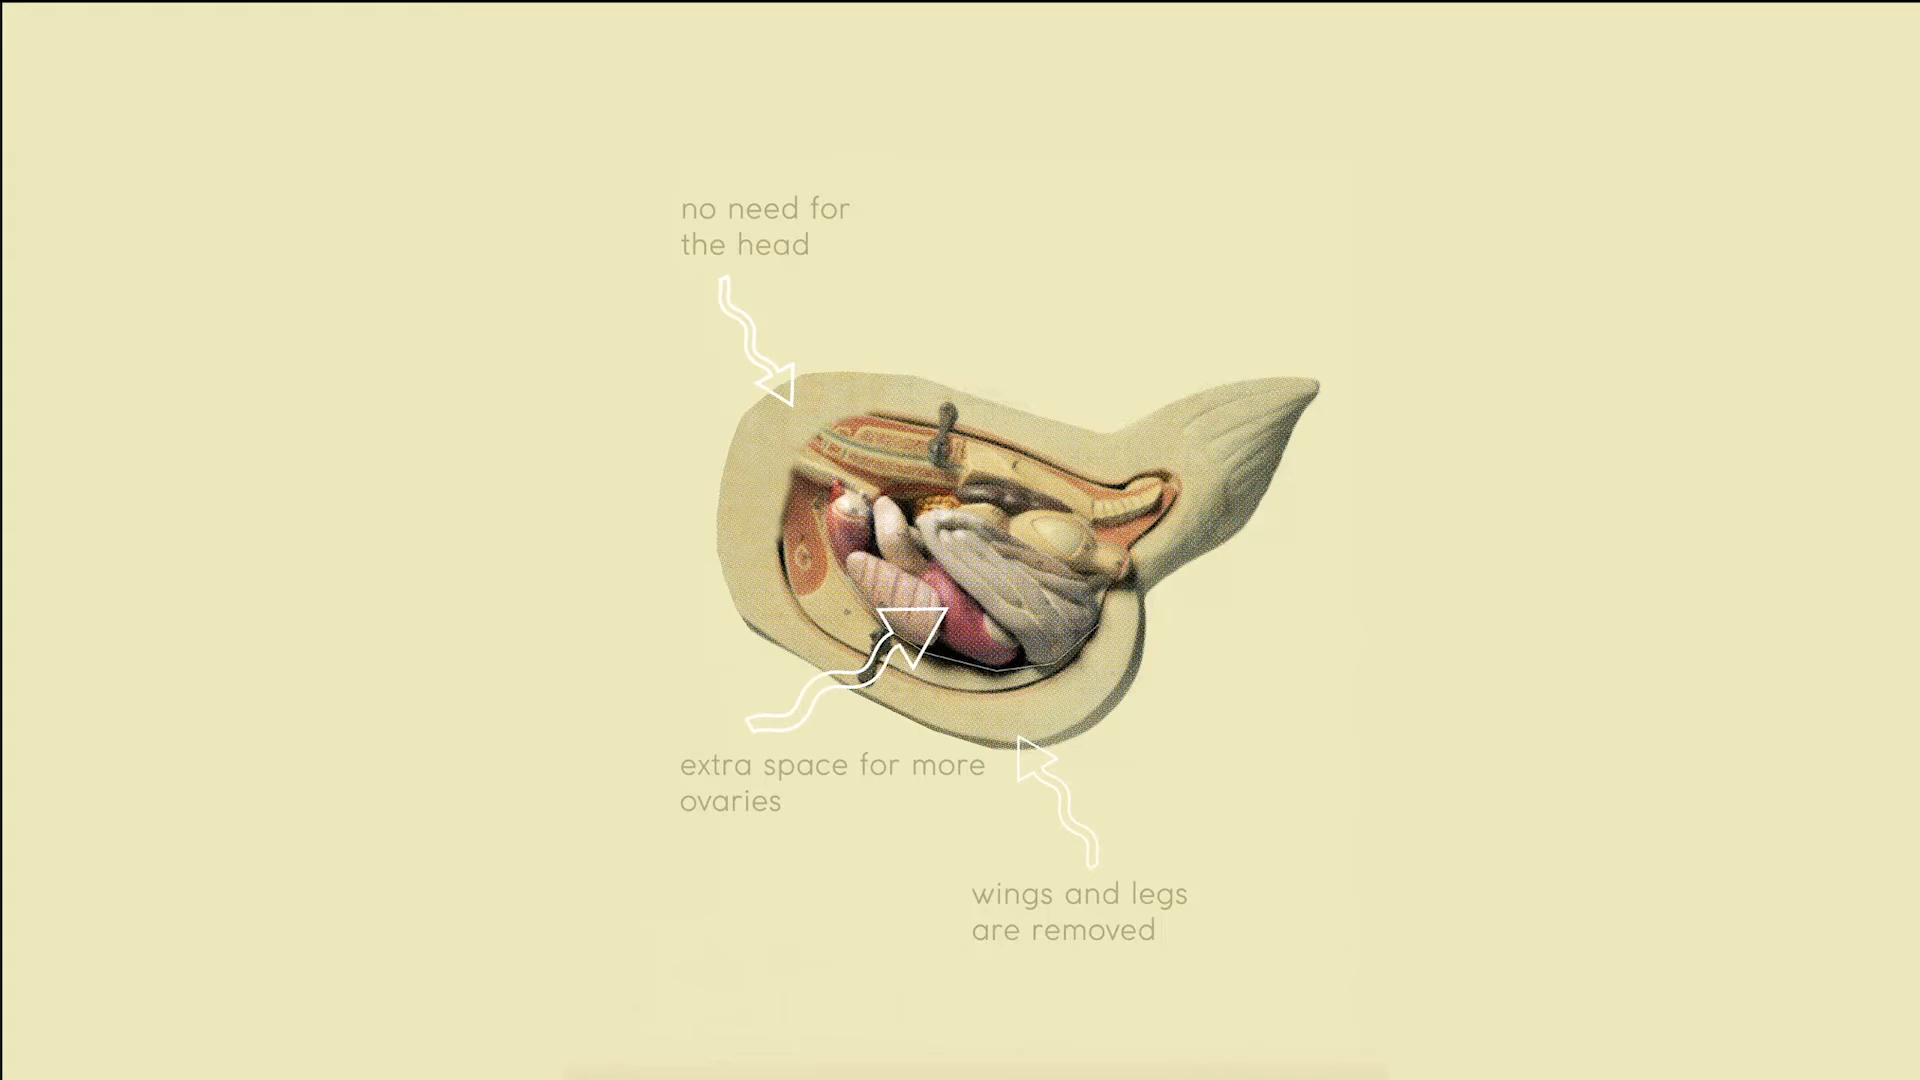 no need for
the head
extra space for more
ovaries
wings and legs
are removed